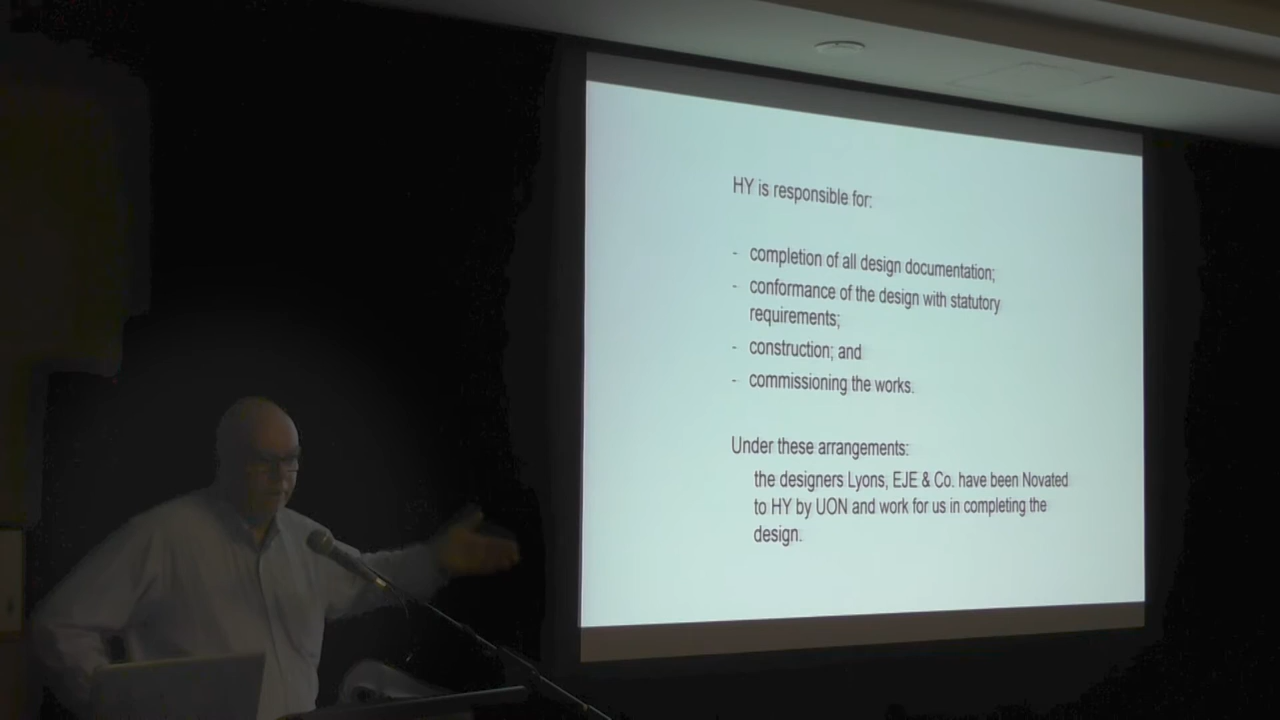 HY is responsible for:
- completion of all design documentation;
- conformance of the design with statutory
requirements;
- construction; and
- commissioning the works.
Under these arrangements:
the designers Lyons, EJE & Co. have been Novated
to HY by UON and work for us in completing the
design.